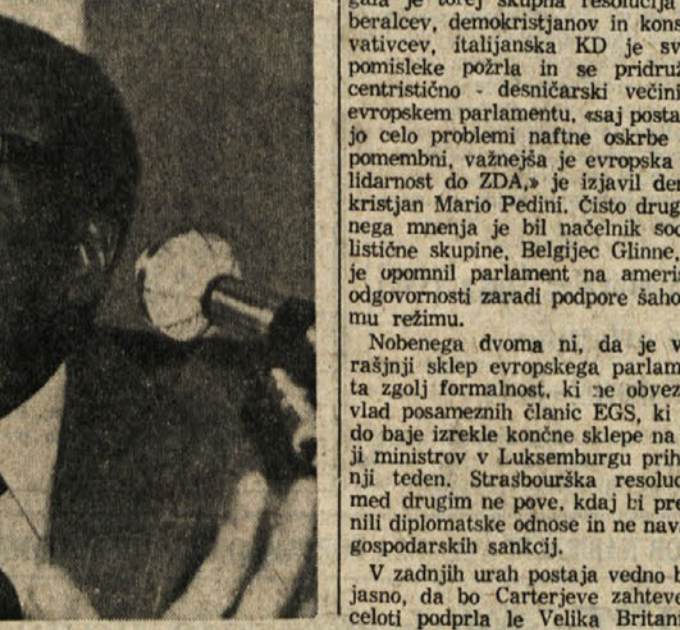 gala je torej skupna resolucija
beralcev, demokristjanov in kons
vativcev, italijanska KD je sv
pomisleke požrla in se pridruž
centristično - desničarski večini
evropskem parlamentu, «saj posta
jo celo problemi naftne oskrbe
pomembni, važnejša je evropska
lidarnost do ZDA,» je izjavil de
kristjan Mario Pedini. Čisto drug
nega mnenja je bil načelnik soc
listične skupine, Belgijec Glinne,
je opomnil parlament na ameri
odgovornosti zaradi podpore šaho
mu režimu.
Nobenega dvoma ni, da je v
rajšnji sklep evropskega parlam
ta zgolj formalnost, ki ne obvez
vlad posameznih članic EGS, ki
do baje izrekle končne sklepe na
ji ministrov v Luksemburgu prih
nji teden. Strasbourška resoluc
med drugim ne pove, kdaj bi pre
nili diplomatske odnose in ne nav
gospodarskih sankcij.
V zadnjih urah postaja vedno b
jasno, da bo Carterjeve zahteve
celoti podprla le Velika Britan